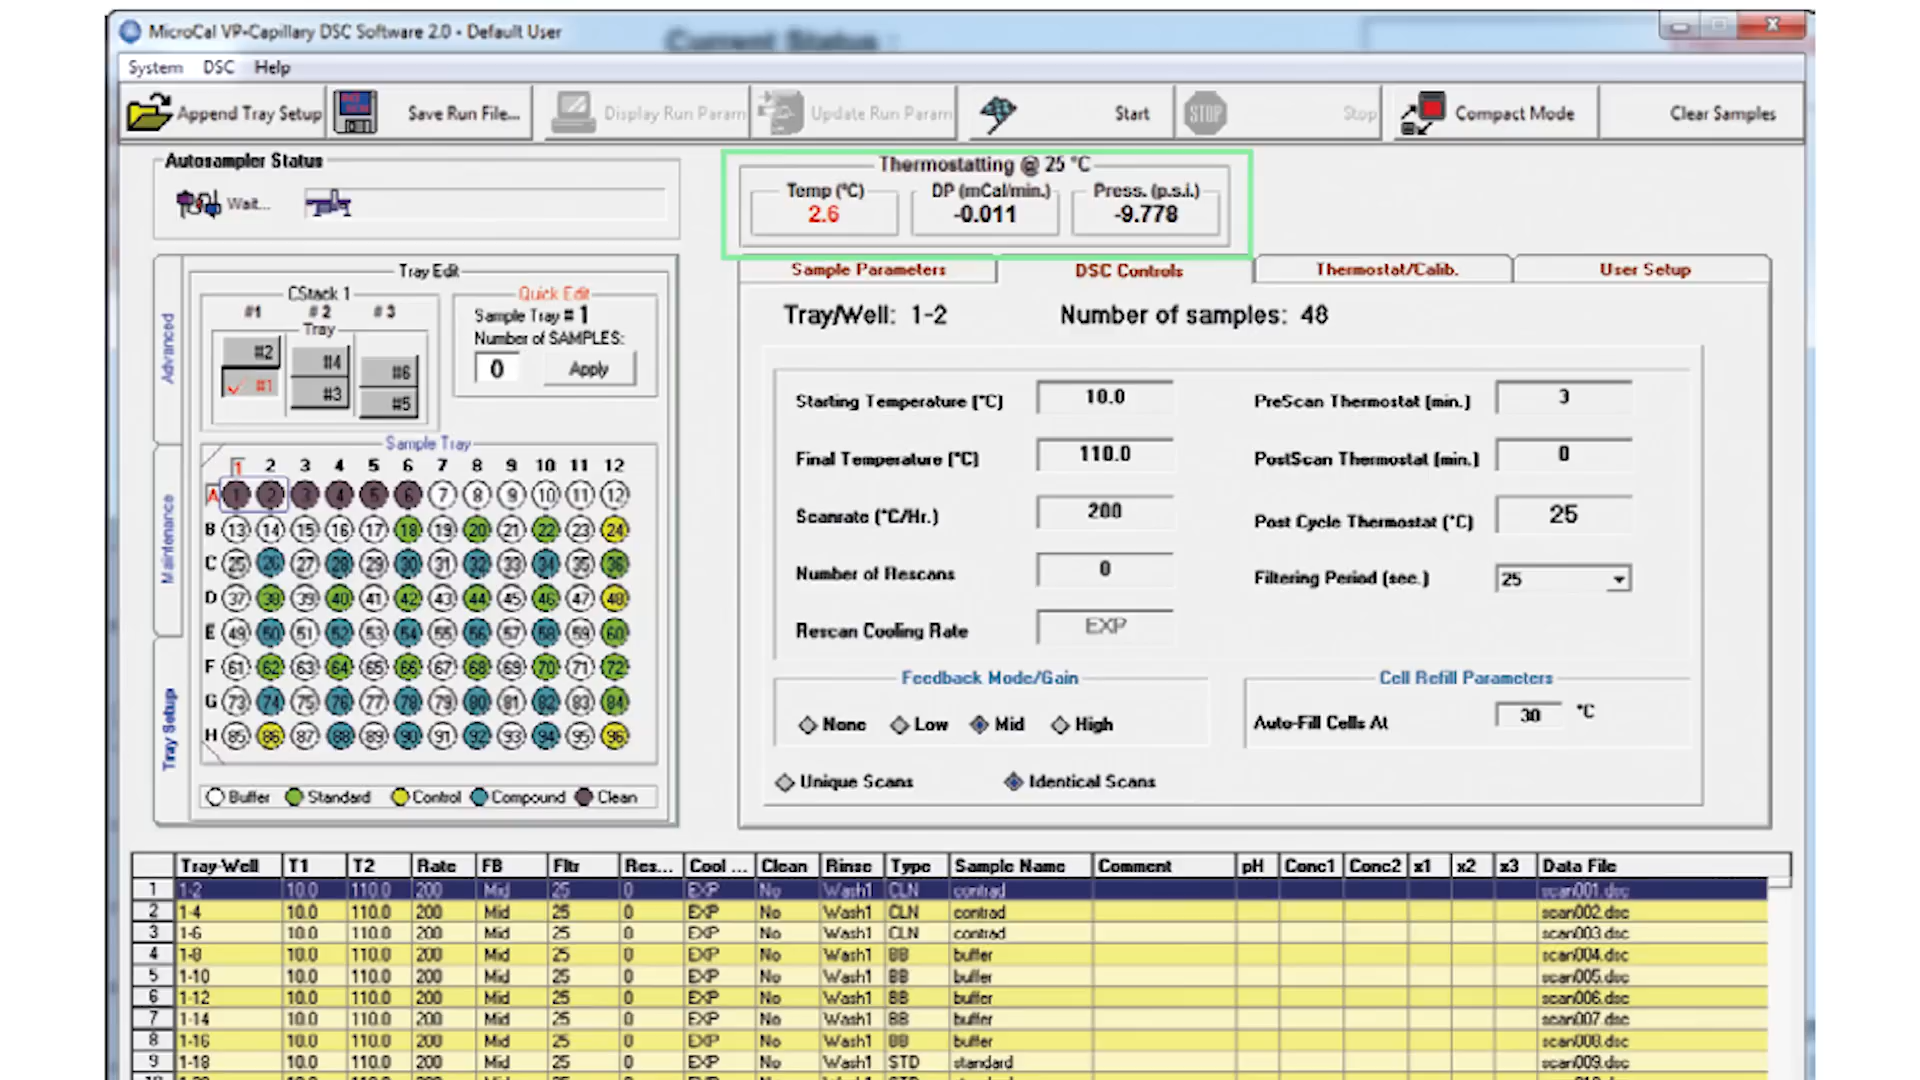 MicroCal VP-Capillary DSC Software 2.0 - Default User
Current Status :
System DSC Help
Append Tray Setup Save Run File... Display Run Param Update Run Param Start STOP Stop Compact Mode Clear Samples
Autosampler Status
Wait...
Thermostatting @ 25 °C
Temp (°C) DP (mCal/min.) Press. (p.s.i.)
2.6 -0.011 -9.778
Advanced
Maintenance
Tray Setup
Tray Edit
CStack 1
#1 #2 #3
Tray
#2 #4 #6
#1 #3 #5
Quick Edit
Sample Tray # 1
Number of SAMPLES:
0 Apply
Sample Tray
1 2 3 4 5 6 7 8 9 10 11 12
A 1 2 3 4 5 6 7 8 9 10 11 12
B 13 14 15 16 17 18 19 20 21 22 23 24
C 25 26 27 28 29 30 31 32 33 34 35 36
D 37 38 39 40 41 42 43 44 45 46 47 48
E 49 50 51 52 53 54 55 56 57 58 59 60
F 61 62 63 64 65 66 67 68 69 70 71 72
G 73 74 75 76 77 78 79 80 81 82 83 84
H 85 86 87 88 89 90 91 92 93 94 95 96
Buffer Standard Control Compound Clean
Sample Parameters DSC Controls Thermostat/Calib. User Setup
Tray/Well: 1-2 Number of samples: 48
Starting Temperature (°C) 10.0 PreScan Thermostat (min.) 3
Final Temperature (°C) 110.0 PostScan Thermostat (min.) 0
Scanrate (°C/Hr.) 200 Post Cycle Thermostat (°C) 25
Number of Rescans 0 Filtering Period (sec.) 25
Rescan Cooling Rate EXP
Feedback Mode/Gain
None Low Mid High
Cell Refill Parameters
Auto-Fill Cells At 30 °C
Unique Scans Identical Scans
Tray-Well T1 T2 Rate FB Fltr Res... Cool ... Clean Rinse Type Sample Name Comment pH Conc1 Conc2 x1 x2 x3 Data File
1 1-2 10.0 110.0 200 Mid 25 0 EXP No Wash1 CLN contrad scan001.dsc
2 1-4 10.0 110.0 200 Mid 25 0 EXP No Wash1 CLN contrad scan002.dsc
3 1-6 10.0 110.0 200 Mid 25 0 EXP No Wash1 CLN contrad scan003.dsc
4 1-8 10.0 110.0 200 Mid 25 0 EXP No Wash1 BB buffer scan004.dsc
5 1-10 10.0 110.0 200 Mid 25 0 EXP No Wash1 BB buffer scan005.dsc
6 1-12 10.0 110.0 200 Mid 25 0 EXP No Wash1 BB buffer scan006.dsc
7 1-14 10.0 110.0 200 Mid 25 0 EXP No Wash1 BB buffer scan007.dsc
8 1-16 10.0 110.0 200 Mid 25 0 EXP No Wash1 BB buffer scan008.dsc
9 1-18 10.0 110.0 200 Mid 25 0 EXP No Wash1 STD standard scan009.dsc